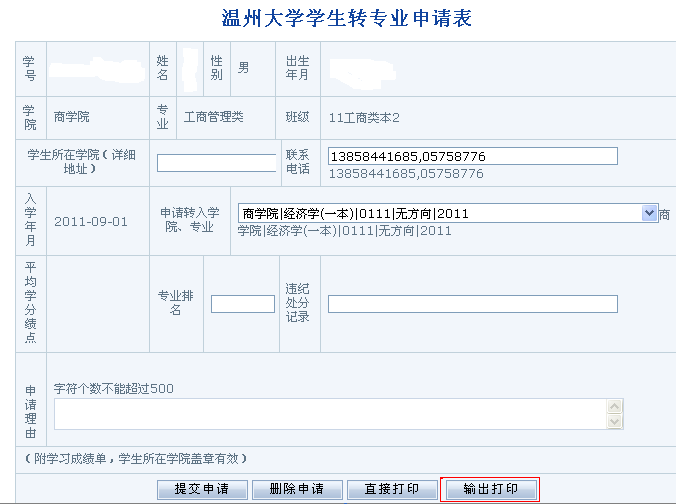 温州大学学生转专业申请表
学号
姓名
性别
男
出生年月
学院
商学院
专业
工商管理类
班级
11工商类本2
学生所在学院（详细地址）
联系电话
13858441685,05758776
13858441685,05758776
入学年月
2011-09-01
申请转入学院、专业
商学院|经济学(一本)|0111|无方向|2011
商学院|经济学(一本)|0111|无方向|2011
平均学分绩点
专业排名
违纪处分记录
申请理由
字符个数不能超过500
（附学习成绩单，学生所在学院盖章有效）
提交申请
删除申请
直接打印
输出打印